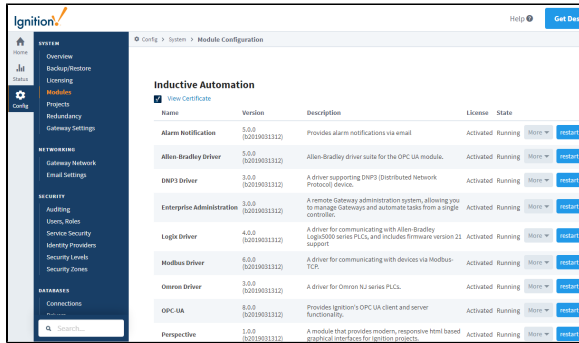 Ignition
Help
Get Des
Home
Status
Config
SYSTEM
Overview
Backup/Restore
Licensing
Modules
Projects
Redundancy
Gateway Settings
NETWORKING
Gateway Network
Email Settings
SECURITY
Auditing
Users, Roles
Service Security
Identity Providers
Security Levels
Security Zones
DATABASES
Connections
Search...
Config > System > Module Configuration
Inductive Automation
View Certificate
Name Version Description License State
Alarm Notification 5.0.0 (b2019031312) Provides alarm notifications via email Activated Running More restart
Allen-Bradley Driver 5.0.0 (b2019031312) Allen-Bradley driver suite for the OPC UA module. Activated Running More restart
DNP3 Driver 3.0.0 (b2019031312) A driver supporting DNP3 (Distributed Network Protocol) device. Activated Running More restart
Enterprise Administration 3.0.0 (b2019031312) A remote Gateway administration system, allowing you to manage Gateways and automate tasks from a single controller. Activated Running More restart
Logix Driver 4.0.0 (b2019031312) A driver for communicating with Allen-Bradley Logix5000 series PLCs, and includes firmware version 21 support Activated Running More restart
Modbus Driver 6.0.0 (b2019031312) A driver for communicating with devices via Modbus-TCP. Activated Running More restart
Omron Driver 3.0.0 (b2019031312) A driver for Omron NJ series PLCs. Activated Running More restart
OPC-UA 8.0.0 (b2019031312) Provides Ignition's OPC UA client and server functionality. Activated Running More restart
Perspective 1.0.0 (b2019031312) A module that provides modern, responsive html based graphical interfaces for Ignition projects. Activated Running More restart